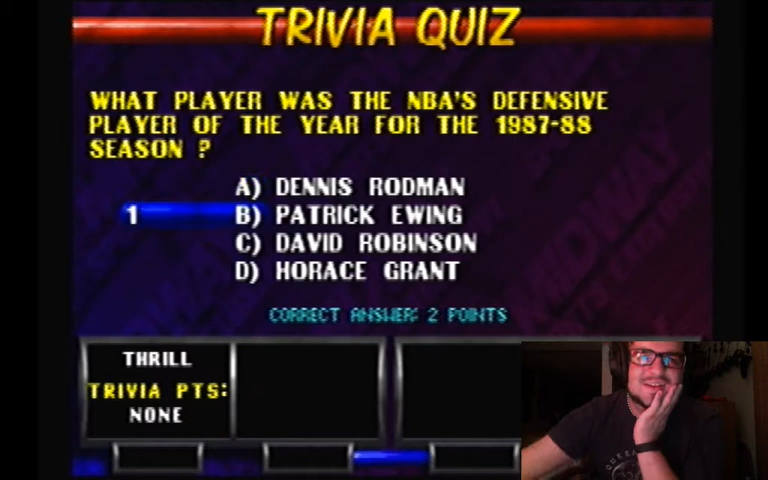 TRIVIA QUIZ
WHAT PLAYER WAS THE NBA'S DEFENSIVE
PLAYER OF THE YEAR FOR THE 1987-88
SEASON ?
A) DENNIS RODMAN
1 B) PATRICK EWING
C) DAVID ROBINSON
D) HORACE GRANT
CORRECT ANSWER: 2 POINTS
THRILL
TRIVIA PTS:
NONE
MIDWAY